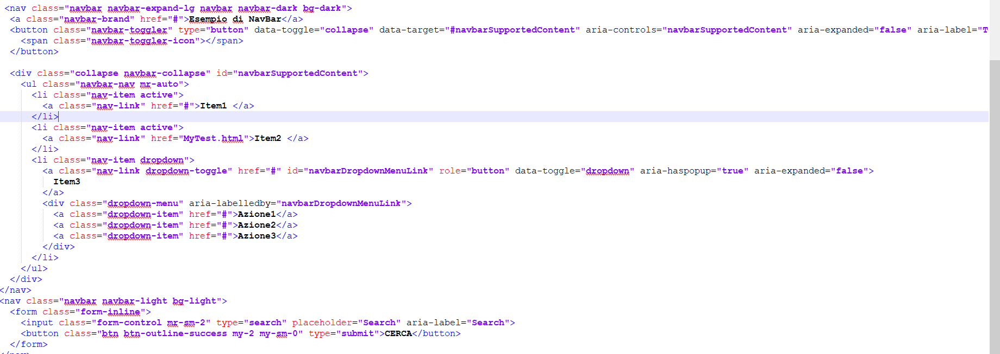 <nav class="navbar navbar-expand-lg navbar navbar-dark bg-dark">
<a class="navbar-brand" href="#">Esempio di NavBar</a>
<button class="navbar-toggler" type="button" data-toggle="collapse" data-target="#navbarSupportedContent" aria-controls="navbarSupportedContent" aria-expanded="false" aria-label="T
<span class="navbar-toggler-icon"></span>
</button>
<div class="collapse navbar-collapse" id="navbarSupportedContent">
<ul class="navbar-nav mr-auto">
<li class="nav-item active">
<a class="nav-link" href="#">Item1 </a>
</li>
<li class="nav-item active">
<a class="nav-link" href="MyTest.html">Item2 </a>
</li>
<li class="nav-item dropdown">
<a class="nav-link dropdown-toggle" href="#" id="navbarDropdownMenuLink" role="button" data-toggle="dropdown" aria-haspopup="true" aria-expanded="false">
Item3
</a>
<div class="dropdown-menu" aria-labelledby="navbarDropdownMenuLink">
<a class="dropdown-item" href="#">Azione1</a>
<a class="dropdown-item" href="#">Azione2</a>
<a class="dropdown-item" href="#">Azione3</a>
</div>
</li>
</ul>
</div>
</nav>
<nav class="navbar navbar-light bg-light">
<form class="form-inline">
<input class="form-control mr-sm-2" type="search" placeholder="Search" aria-label="Search">
<button class="btn btn-outline-success my-2 my-sm-0" type="submit">CERCA</button>
</form>